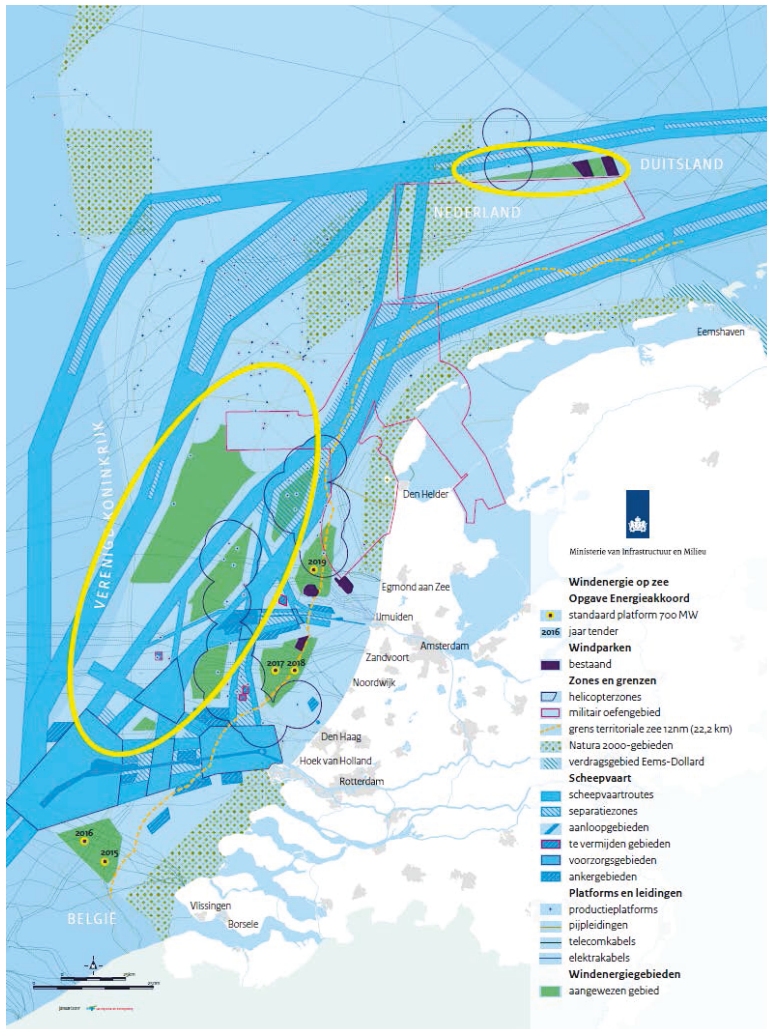 DUITSLAND
NEDERLAND
Eemshaven
VERENIGD KONINKRIJK
Den Helder
2019
Egmond aan Zee
IJmuiden
Amsterdam
Zandvoort
2017 2018
Noordwijk
Den Haag
Hoek van Holland
Rotterdam
2016
2015
Vlissingen
BELGIË
Borsele
Ministerie van Infrastructuur en Milieu
Windenergie op zee
Opgave Energieakkoord
standaard platform 700 MW
2016 jaar tender
Windparken
bestaand
Zones en grenzen
helicopterzones
militair oefengebied
grens territoriale zee 12nm (22,2 km)
Natura 2000-gebieden
verdragsgebied Eems-Dollard
Scheepvaart
scheepvaartroutes
separatiezones
aanloopgebieden
te vermijden gebieden
voorzorgsgebieden
ankergebieden
Platforms en leidingen
productieplatforms
pijpleidingen
telecomkabels
elektrakabels
Windenergiegebieden
aangewezen gebied